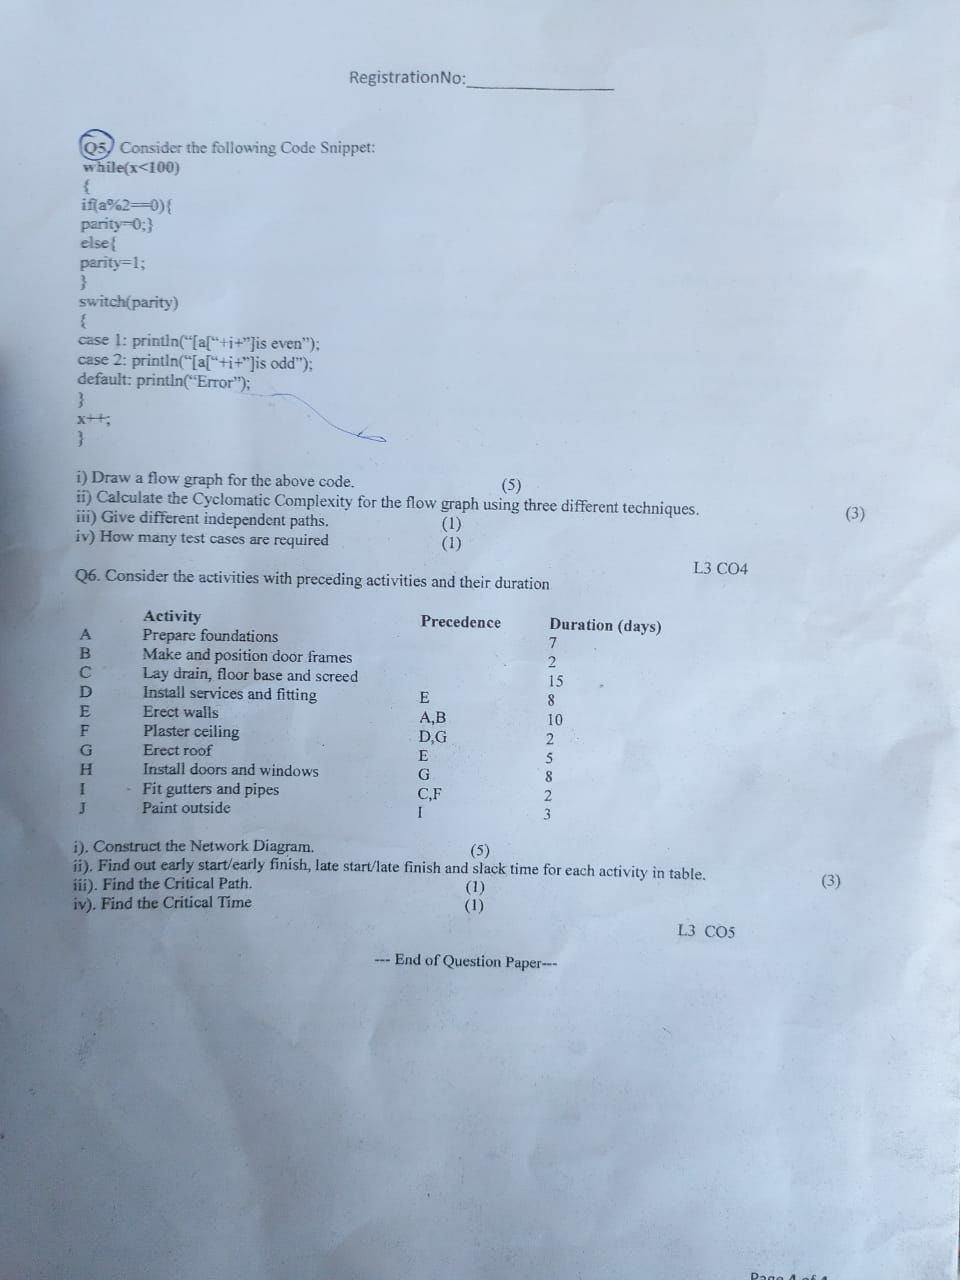 RegistrationNo:
Q5. Consider the following Code Snippet:
while(x<100)
{
if(a%2==0){
parity=0;}
else{
parity=1;
}
switch(parity)
{
case 1: println("[a["+i+"]is even");
case 2: println("[a["+i+"]is odd");
default: println("Error");
}
x++;
}
i) Draw a flow graph for the above code. (5)
ii) Calculate the Cyclomatic Complexity for the flow graph using three different techniques. (3)
iii) Give different independent paths. (1)
iv) How many test cases are required (1)
L3 CO4
Q6. Consider the activities with preceding activities and their duration
Activity Precedence Duration (days)
A Prepare foundations 7
B Make and position door frames 2
C Lay drain, floor base and screed 15
D Install services and fitting E 8
E Erect walls A,B 10
F Plaster ceiling D,G 2
G Erect roof E 5
H Install doors and windows G 8
I Fit gutters and pipes C,F 2
J Paint outside I 3
i). Construct the Network Diagram. (5)
ii). Find out early start/early finish, late start/late finish and slack time for each activity in table. (3)
iii). Find the Critical Path. (1)
iv). Find the Critical Time (1)
L3 CO5
--- End of Question Paper---
Page 4 of 4